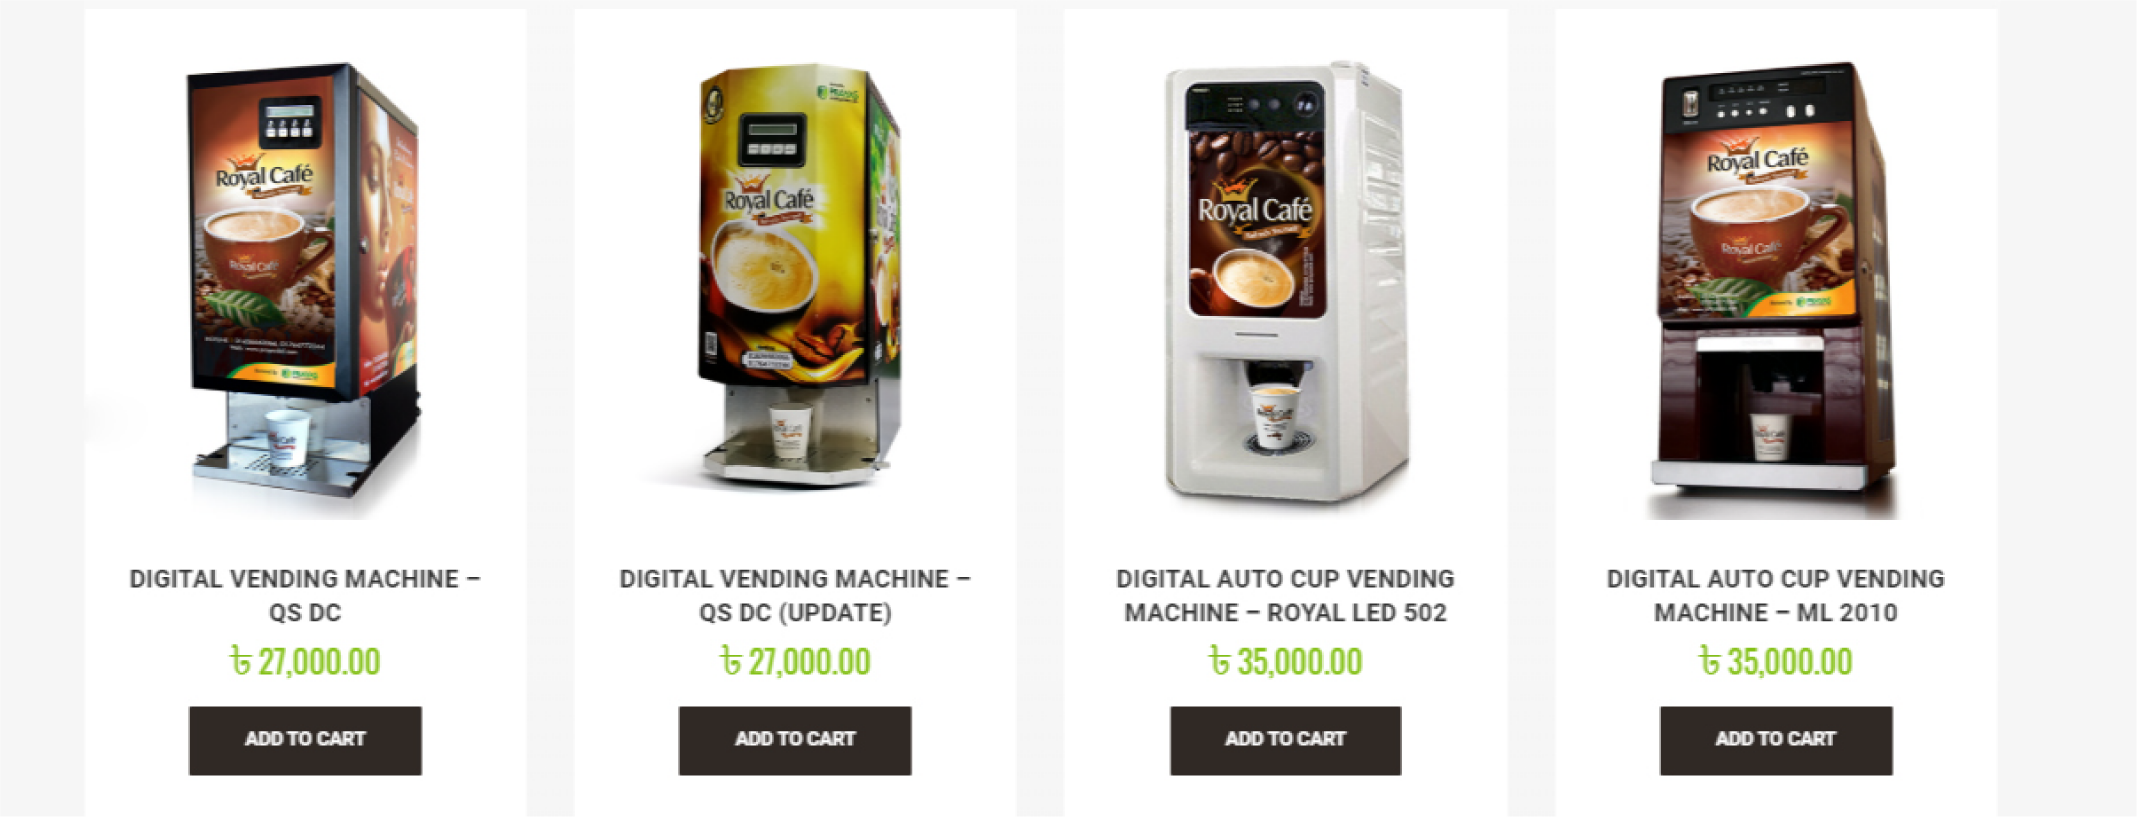 Royal Café
Royal Café
Royal Café
Royal Café
Royal Café
Royal Café
DIGITAL VENDING MACHINE –
QS DC
৳ 27,000.00
ADD TO CART
DIGITAL VENDING MACHINE –
QS DC (UPDATE)
৳ 27,000.00
ADD TO CART
DIGITAL AUTO CUP VENDING
MACHINE – ROYAL LED 502
৳ 35,000.00
ADD TO CART
DIGITAL AUTO CUP VENDING
MACHINE – ML 2010
৳ 35,000.00
ADD TO CART